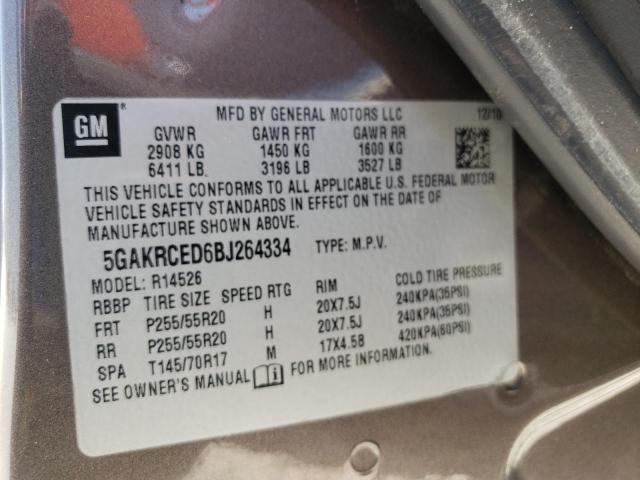 GM
MFD BY GENERAL MOTORS LLC 12/10
GVWR GAWR FRT GAWR RR
2908 KG 1450 KG 1600 KG
6411 LB 3196 LB 3527 LB
THIS VEHICLE CONFORMS TO ALL APPLICABLE U.S. FEDERAL MOTOR
VEHICLE SAFETY STANDARDS IN EFFECT ON THE DATE OF
MANUFACTURE SHOWN ABOVE.
5GAKRCED6BJ264334 TYPE: M.P.V.
MODEL: R14526
RBBP TIRE SIZE SPEED RTG RIM COLD TIRE PRESSURE
FRT P255/55R20 H 20X7.5J 240KPA(35PSI)
RR P255/55R20 H 20X7.5J 240KPA(35PSI)
SPA T145/70R17 M 17X4.5B 420KPA(60PSI)
SEE OWNER'S MANUAL FOR MORE INFORMATION.